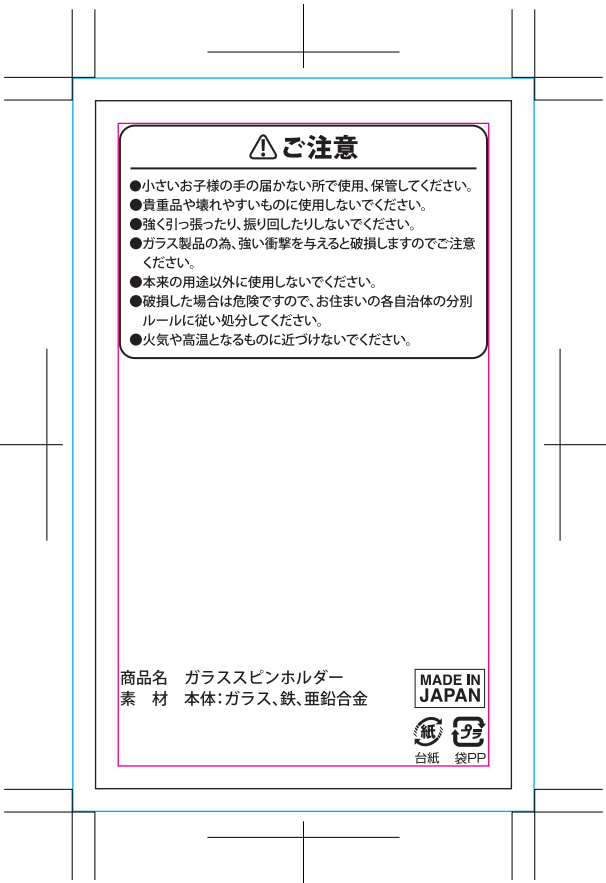 ご注意
●小さいお子様の手の届かない所で使用、保管してください。
●貴重品や壊れやすいものに使用しないでください。
●強く引っ張ったり、振り回したりしないでください。
●ガラス製品の為、強い衝撃を与えると破損しますのでご注意
ください。
●本来の用途以外に使用しないでください。
●破損した場合は危険ですので、お住まいの各自治体の分別
ルールに従い処分してください。
●火気や高温となるものに近づけないでください。
商品名 ガラススピンホルダー
素 材 本体：ガラス、鉄、亜鉛合金
MADE IN
JAPAN
紙 プラ
台紙 袋PP